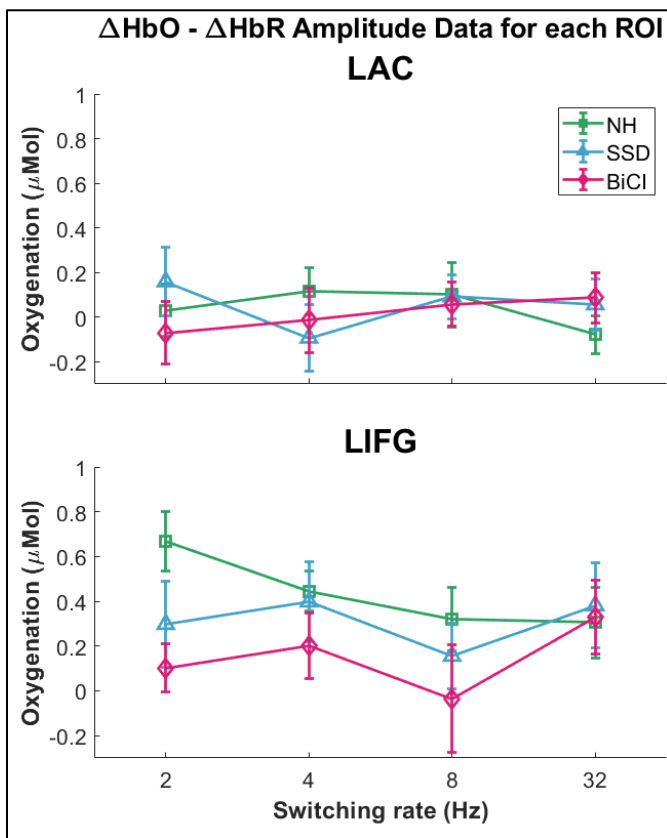 ΔHbO - ΔHbR Amplitude Data for each ROI
LAC
1
0.8
0.6
0.4
0.2
0
-0.2
Oxygenation (μMol)
NH
SSD
BiCI
LIFG
1
0.8
0.6
0.4
0.2
0
-0.2
Oxygenation (μMol)
2 4 8 32
Switching rate (Hz)